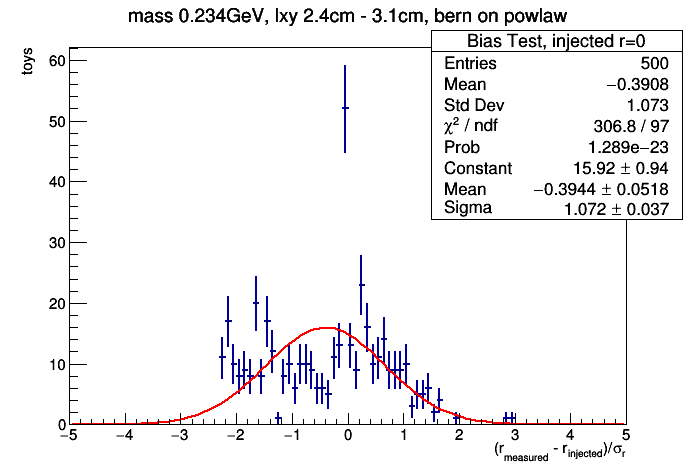 mass 0.234GeV, lxy 2.4cm - 3.1cm, bern on powlaw
toys
Bias Test, injected r=0
Entries 500
Mean −0.3908
Std Dev 1.073
χ² / ndf 306.8 / 97
Prob 1.289e−23
Constant 15.92 ± 0.94
Mean −0.3944 ± 0.0518
Sigma 1.072 ± 0.037
60
50
40
30
20
10
0
−5 −4 −3 −2 −1 0 1 2 3 4 5
(r_measured - r_injected)/σ_r